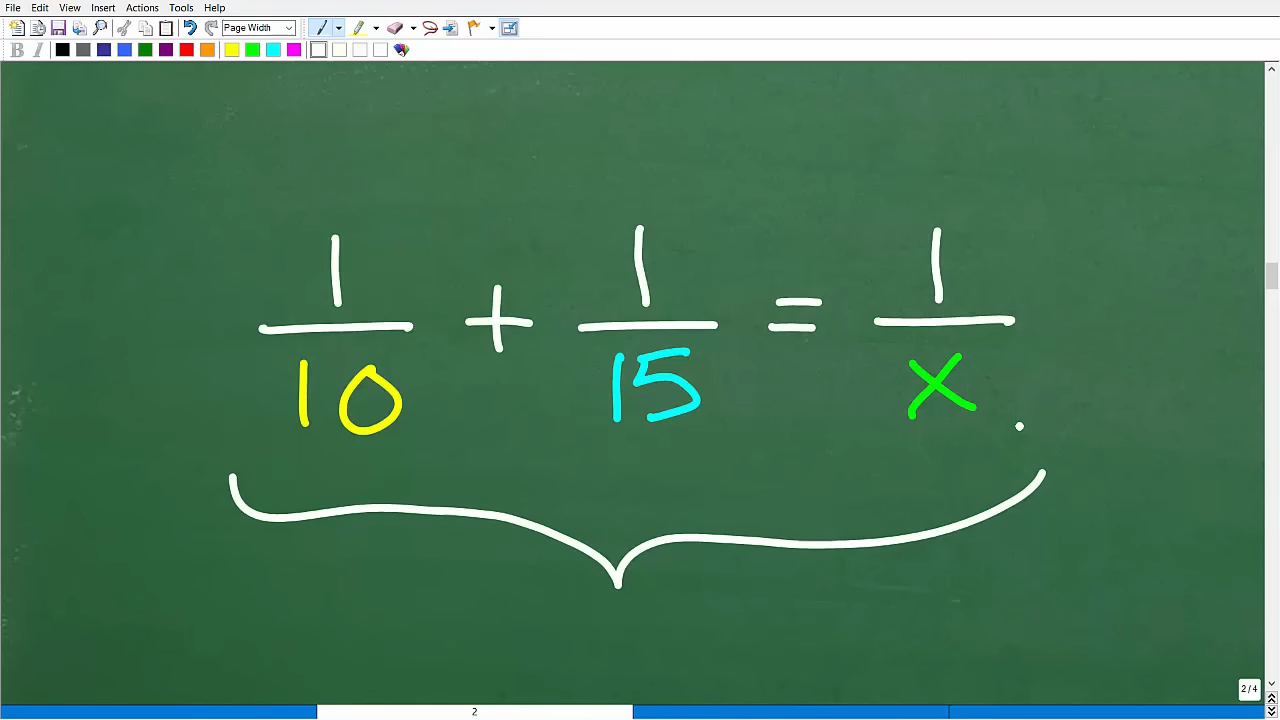 File Edit View Insert Actions Tools Help
Page Width
B I
1/10 + 1/15 = 1/x
2/4
2